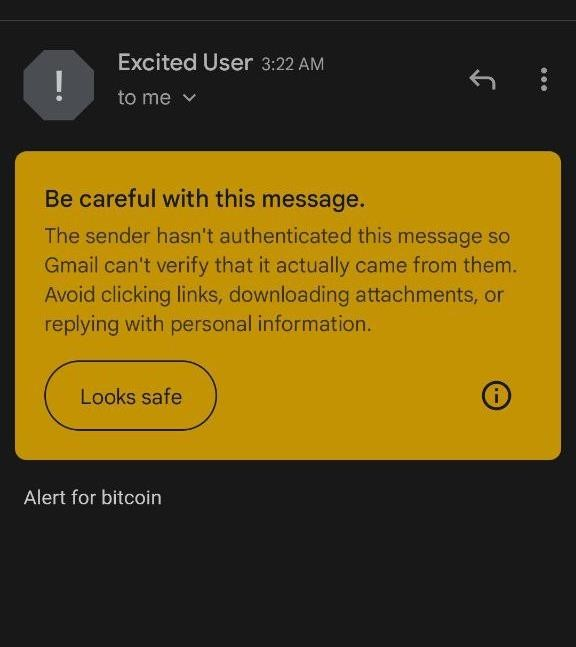 Excited User 3:22 AM
to me
Be careful with this message.
The sender hasn't authenticated this message so
Gmail can't verify that it actually came from them.
Avoid clicking links, downloading attachments, or
replying with personal information.
Looks safe
Alert for bitcoin